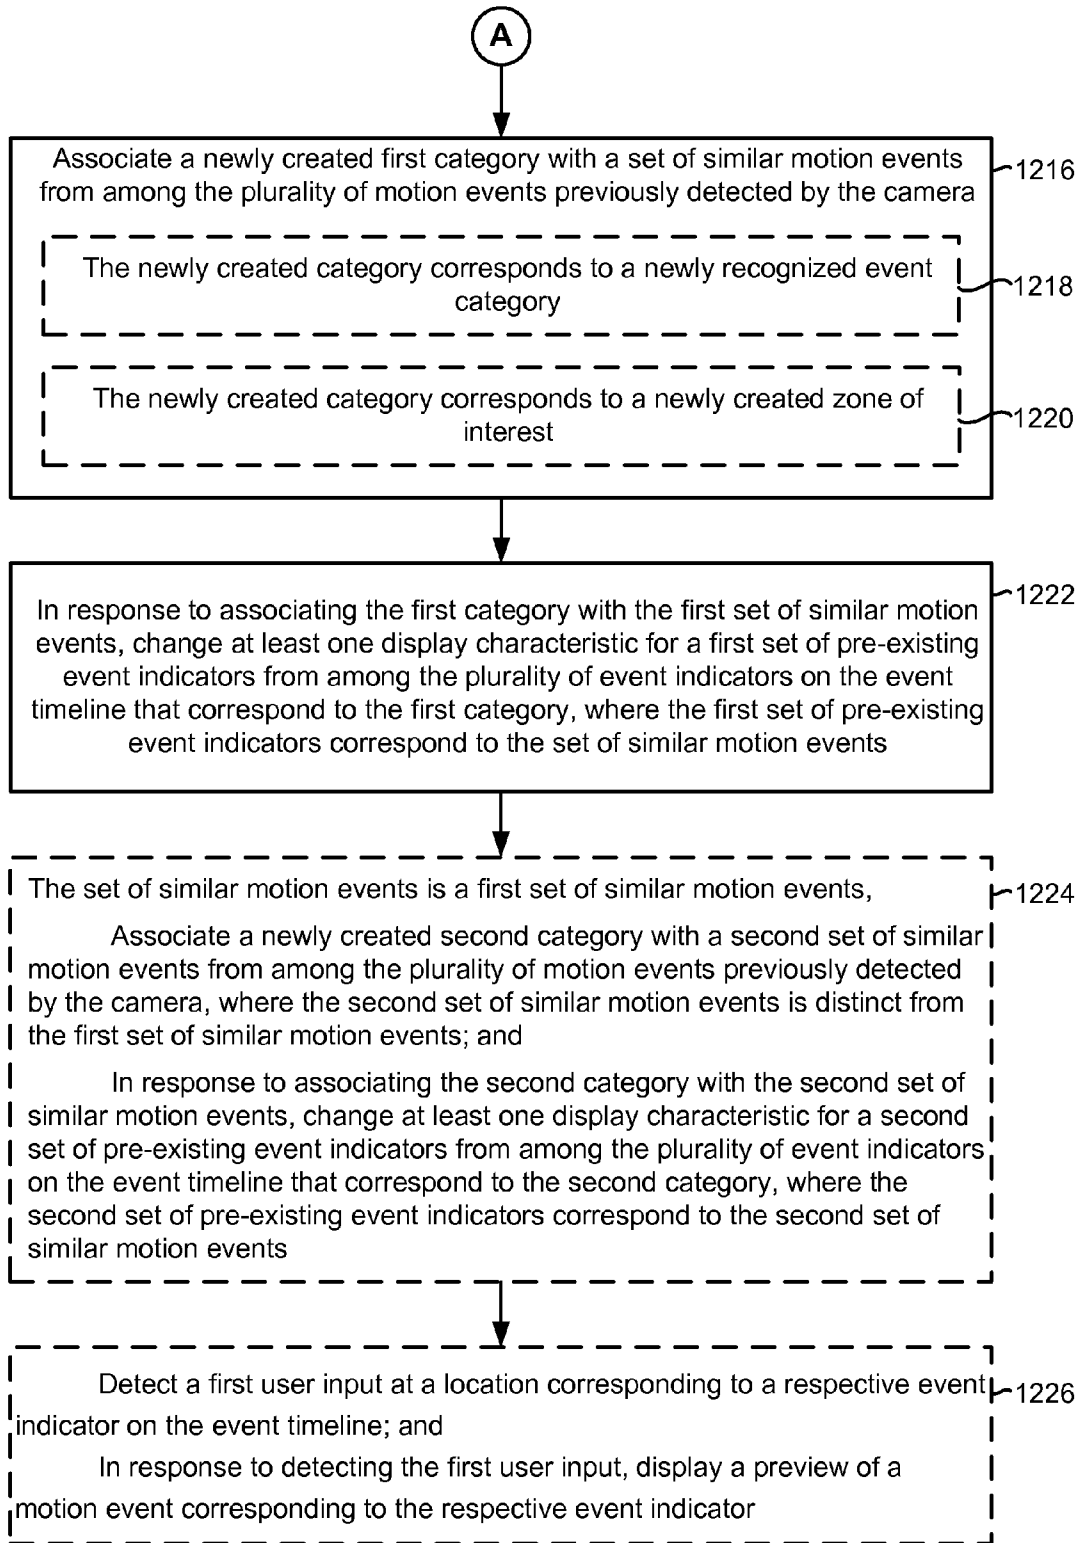 A
Associate a newly created first category with a set of similar motion events
from among the plurality of motion events previously detected by the camera
1216
The newly created category corresponds to a newly recognized event
category
1218
The newly created category corresponds to a newly created zone of
interest
1220
In response to associating the first category with the first set of similar motion
events, change at least one display characteristic for a first set of pre-existing
event indicators from among the plurality of event indicators on the event
timeline that correspond to the first category, where the first set of pre-existing
event indicators correspond to the set of similar motion events
1222
The set of similar motion events is a first set of similar motion events,
Associate a newly created second category with a second set of similar
motion events from among the plurality of motion events previously detected
by the camera, where the second set of similar motion events is distinct from
the first set of similar motion events; and
In response to associating the second category with the second set of
similar motion events, change at least one display characteristic for a second
set of pre-existing event indicators from among the plurality of event indicators
on the event timeline that correspond to the second category, where the
second set of pre-existing event indicators correspond to the second set of
similar motion events
1224
Detect a first user input at a location corresponding to a respective event
indicator on the event timeline; and
In response to detecting the first user input, display a preview of a
motion event corresponding to the respective event indicator
1226